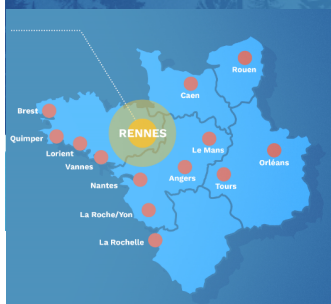 Rouen
Caen
Brest
RENNES
Quimper
Le Mans
Lorient
Orléans
Vannes
Angers
Tours
Nantes
La Roche/Yon
La Rochelle